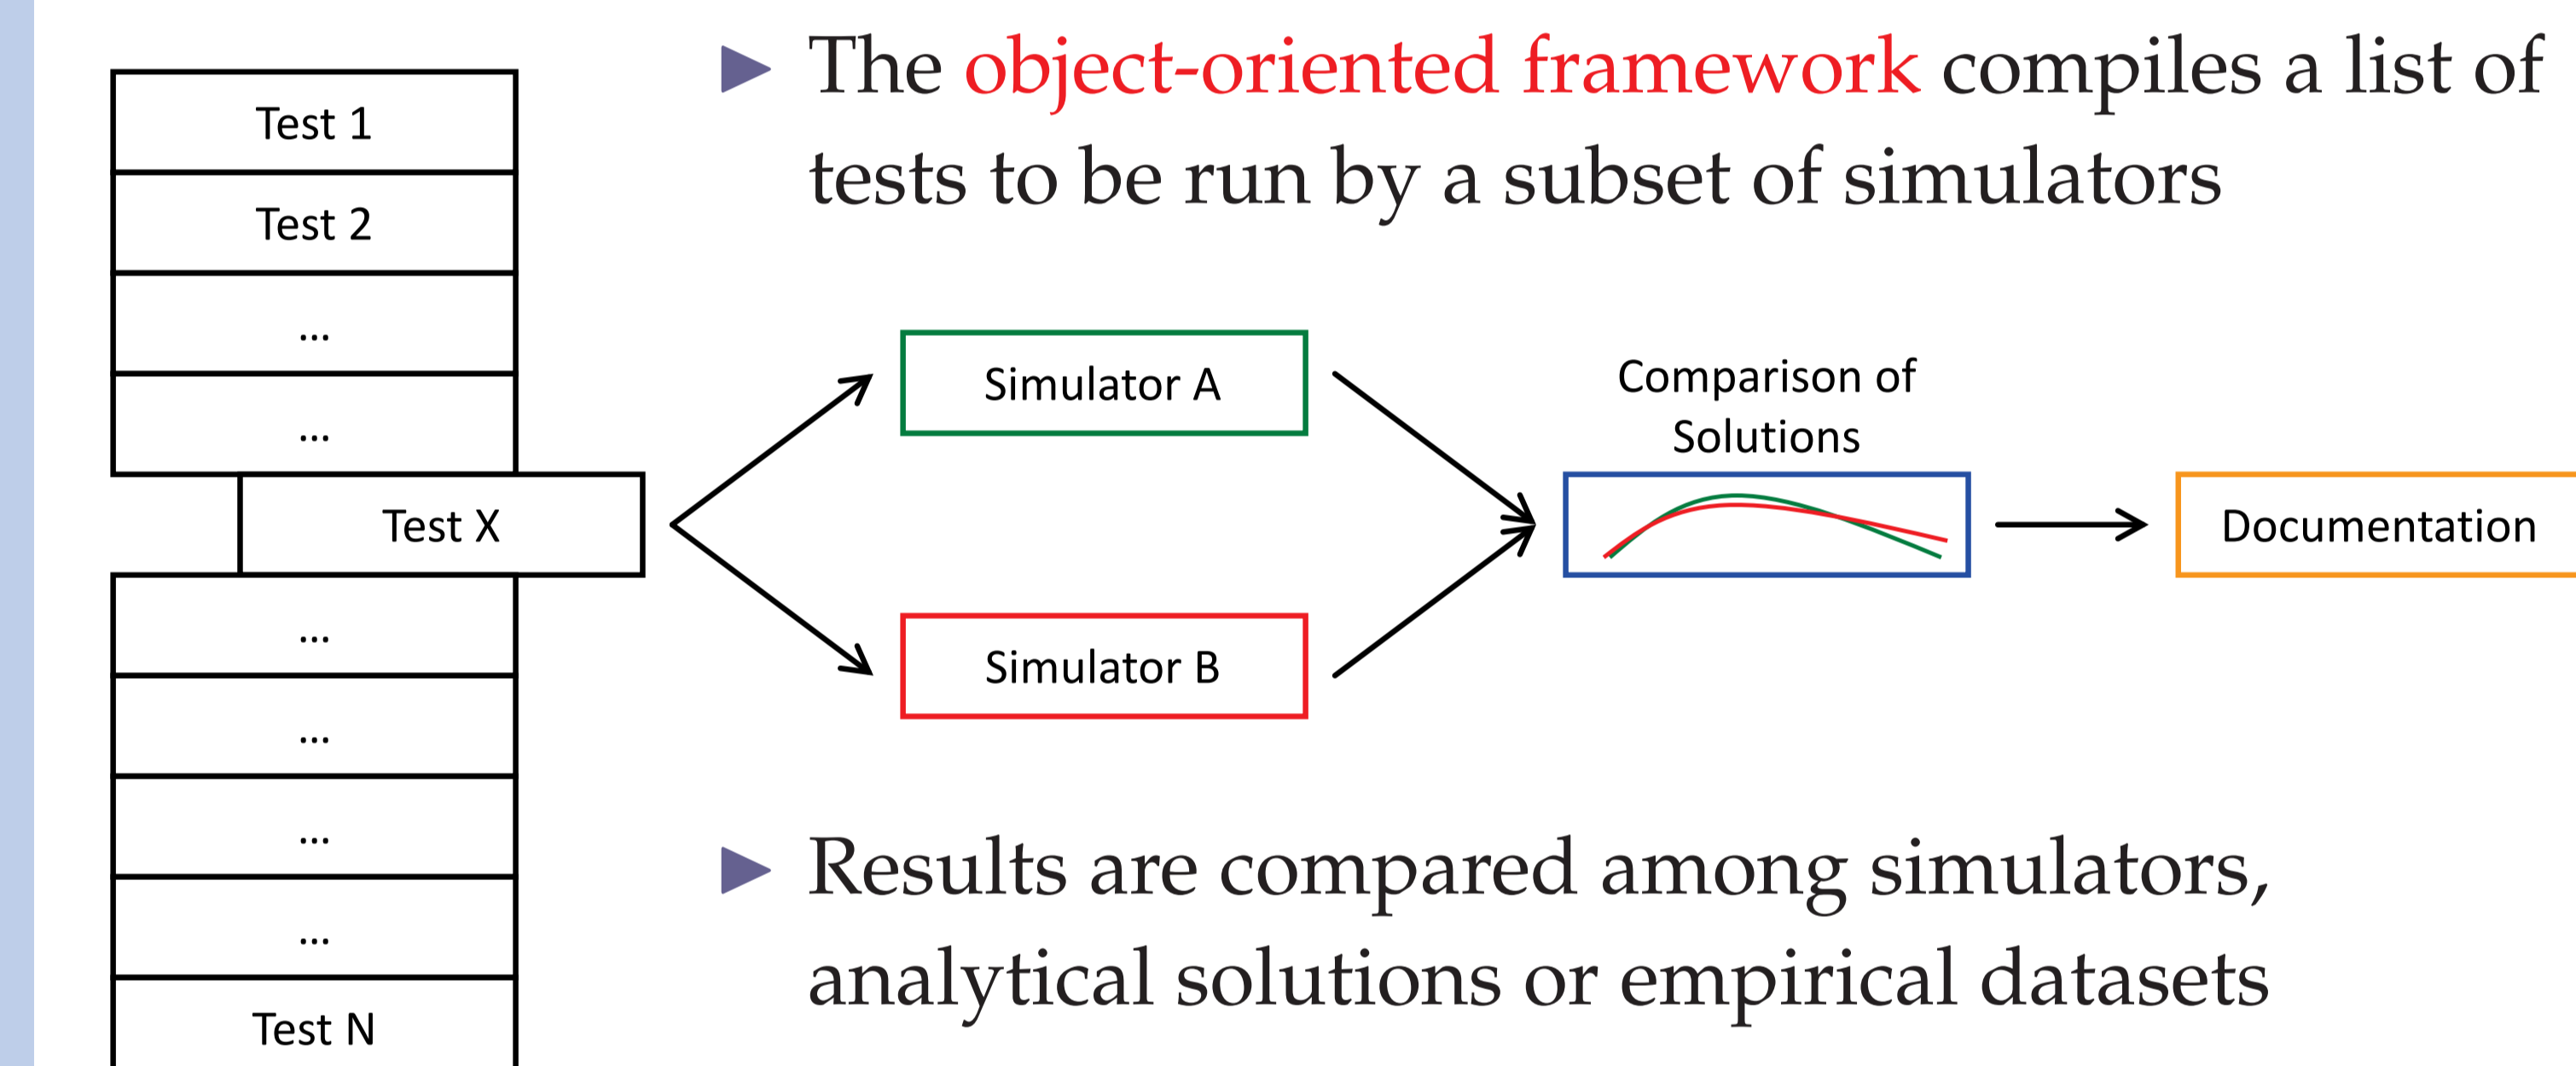 The object-oriented framework compiles a list of
tests to be run by a subset of simulators
Test 1
Test 2
...
...
Test X
...
...
...
...
Test N
Simulator A
Simulator B
Comparison of
Solutions
Documentation
Results are compared among simulators,
analytical solutions or empirical datasets